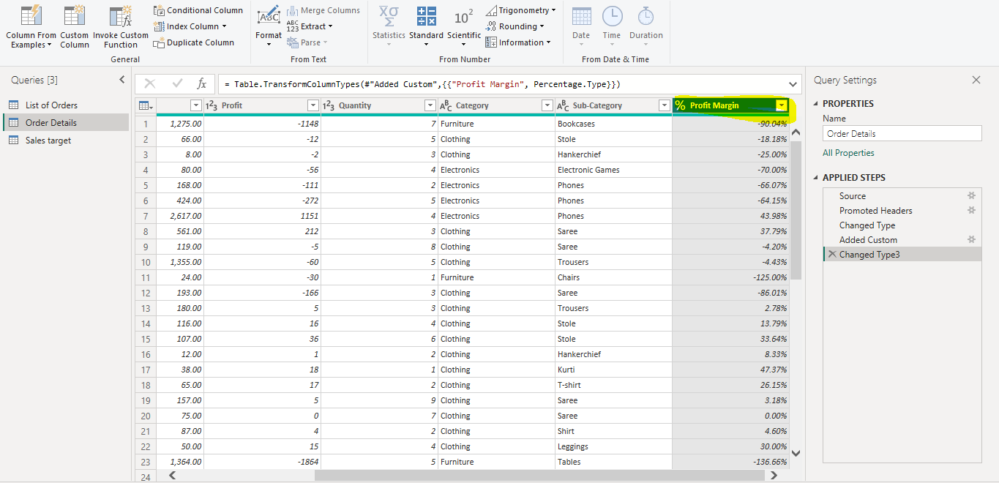 Column From Examples
Custom Column
Invoke Custom Function
Conditional Column
Index Column
Duplicate Column
General
ABC
Format
Merge Columns
ABC 123 Extract
abc Parse
From Text
XΟ Σ
Statistics
Standard
10² Scientific
Trigonometry
.00 Rounding
Information
From Number
Date
Time
Duration
From Date & Time
Queries [3]
List of Orders
Order Details
Sales target
fx = Table.TransformColumnTypes(#"Added Custom",{{"Profit Margin", Percentage.Type}})
1²3 Profit 1²3 Quantity ABC Category ABC Sub-Category % Profit Margin
1 1,275.00 -1148 7 Furniture Bookcases -90.04%
2 66.00 -12 5 Clothing Stole -18.18%
3 8.00 -2 3 Clothing Hankerchief -25.00%
4 80.00 -56 4 Electronics Electronic Games -70.00%
5 168.00 -111 2 Electronics Phones -66.07%
6 424.00 -272 5 Electronics Phones -64.15%
7 2,617.00 1151 4 Electronics Phones 43.98%
8 561.00 212 3 Clothing Saree 37.79%
9 119.00 -5 8 Clothing Saree -4.20%
10 1,355.00 -60 5 Clothing Trousers -4.43%
11 24.00 -30 1 Furniture Chairs -125.00%
12 193.00 -166 3 Clothing Saree -86.01%
13 180.00 5 3 Clothing Trousers 2.78%
14 116.00 16 4 Clothing Stole 13.79%
15 107.00 36 6 Clothing Stole 33.64%
16 12.00 1 2 Clothing Hankerchief 8.33%
17 38.00 18 1 Clothing Kurti 47.37%
18 65.00 17 2 Clothing T-shirt 26.15%
19 157.00 5 9 Clothing Saree 3.18%
20 75.00 0 7 Clothing Saree 0.00%
21 87.00 4 2 Clothing Shirt 4.60%
22 50.00 15 4 Clothing Leggings 30.00%
23 1,364.00 -1864 5 Furniture Tables -136.66%
24
Query Settings
PROPERTIES
Name
Order Details
All Properties
APPLIED STEPS
Source
Promoted Headers
Changed Type
Added Custom
Changed Type3